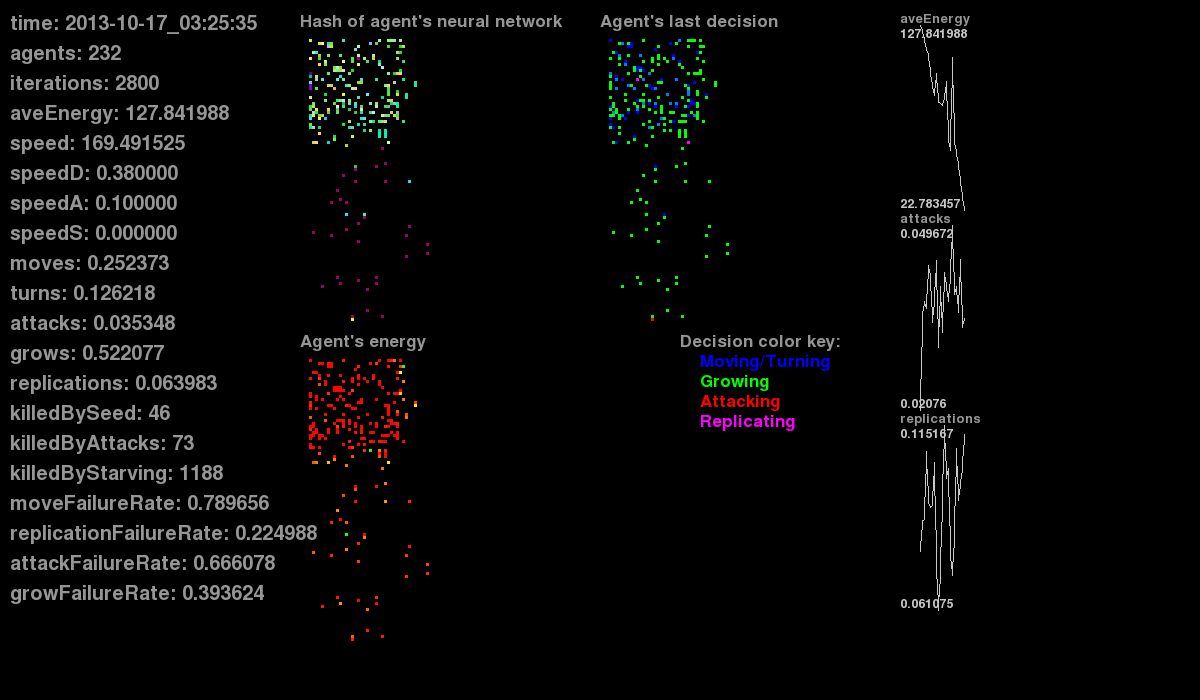 time: 2013-10-17_03:25:35
agents: 232
iterations: 2800
aveEnergy: 127.841988
speed: 169.491525
speedD: 0.380000
speedA: 0.100000
speedS: 0.000000
moves: 0.252373
turns: 0.126218
attacks: 0.035348
grows: 0.522077
replications: 0.063983
killedBySeed: 46
killedByAttacks: 73
killedByStarving: 1188
moveFailureRate: 0.789656
replicationFailureRate: 0.224988
attackFailureRate: 0.666078
growFailureRate: 0.393624
Hash of agent's neural network
Agent's last decision
Agent's energy
Decision color key:
Moving/Turning
Growing
Attacking
Replicating
aveEnergy
127.841988
22.783457
attacks
0.049672
0.02076
replications
0.115167
0.061075